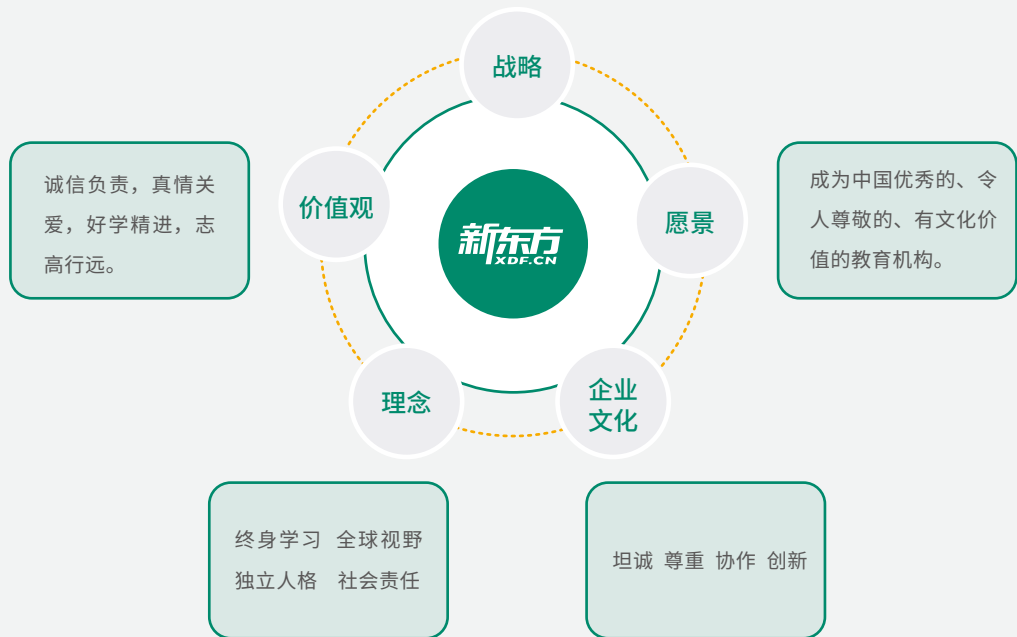 战略
价值观
诚信负责，真情关
爱，好学精进，志
高行远。
新东方
XDF.CN
愿景
成为中国优秀的、令
人尊敬的、有文化价
值的教育机构。
理念
终身学习 全球视野
独立人格 社会责任
企业
文化
坦诚 尊重 协作 创新